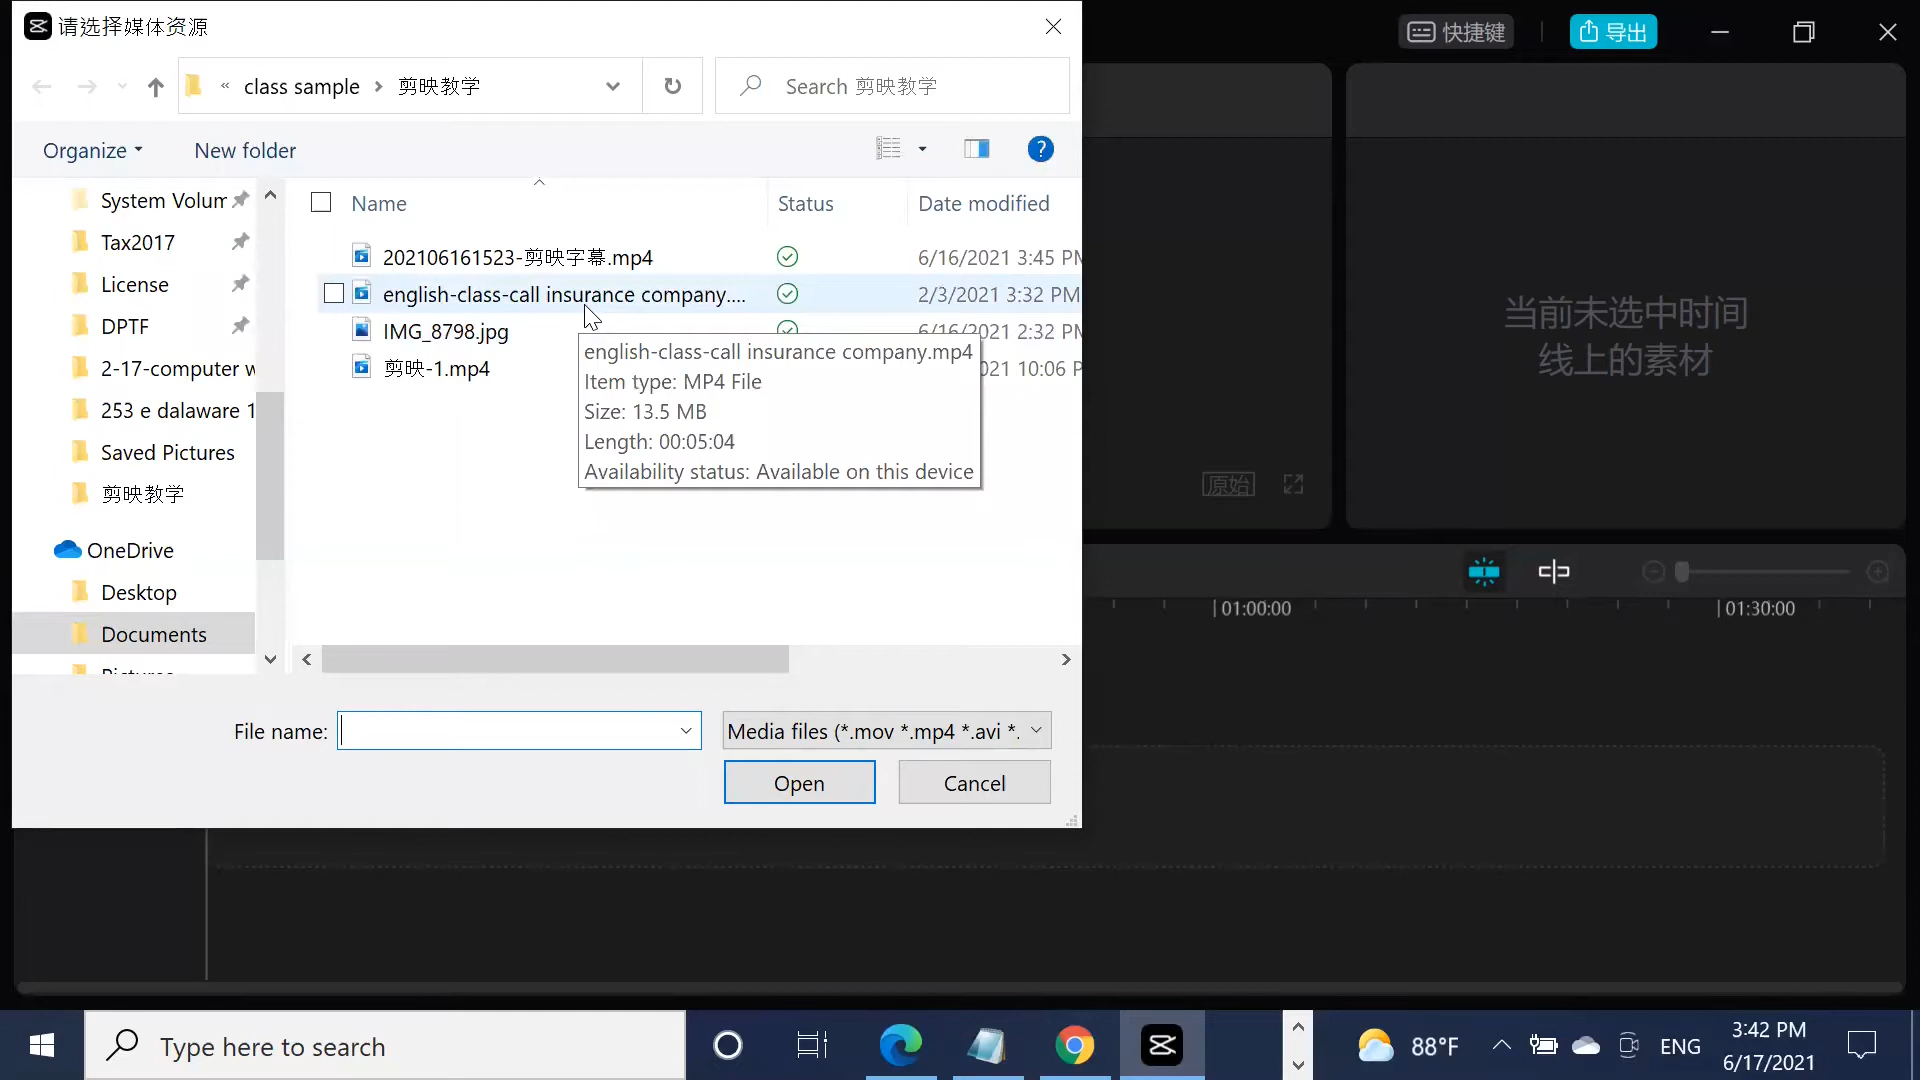 请选择媒体资源
快捷键
导出
« class sample › 剪映教学
Search 剪映教学
Organize
New folder
?
System Volum
Tax2017
License
DPTF
2-17-computer w
253 e dalaware 1
Saved Pictures
剪映教学
OneDrive
Desktop
Documents
Name
Status
Date modified
202106161523-剪映字幕.mp4
6/16/2021 3:45 PM
english-class-call insurance company....
2/3/2021 3:32 PM
IMG_8798.jpg
6/16/2021 2:32 PM
剪映-1.mp4
021 10:06 P
english-class-call insurance company.mp4
Item type: MP4 File
Size: 13.5 MB
Length: 00:05:04
Availability status: Available on this device
当前未选中时间
线上的素材
原始
01:00:00
01:30:00
File name:
Media files (*.mov *.mp4 *.avi *.
Open
Cancel
Type here to search
88°F
ENG
3:42 PM
6/17/2021